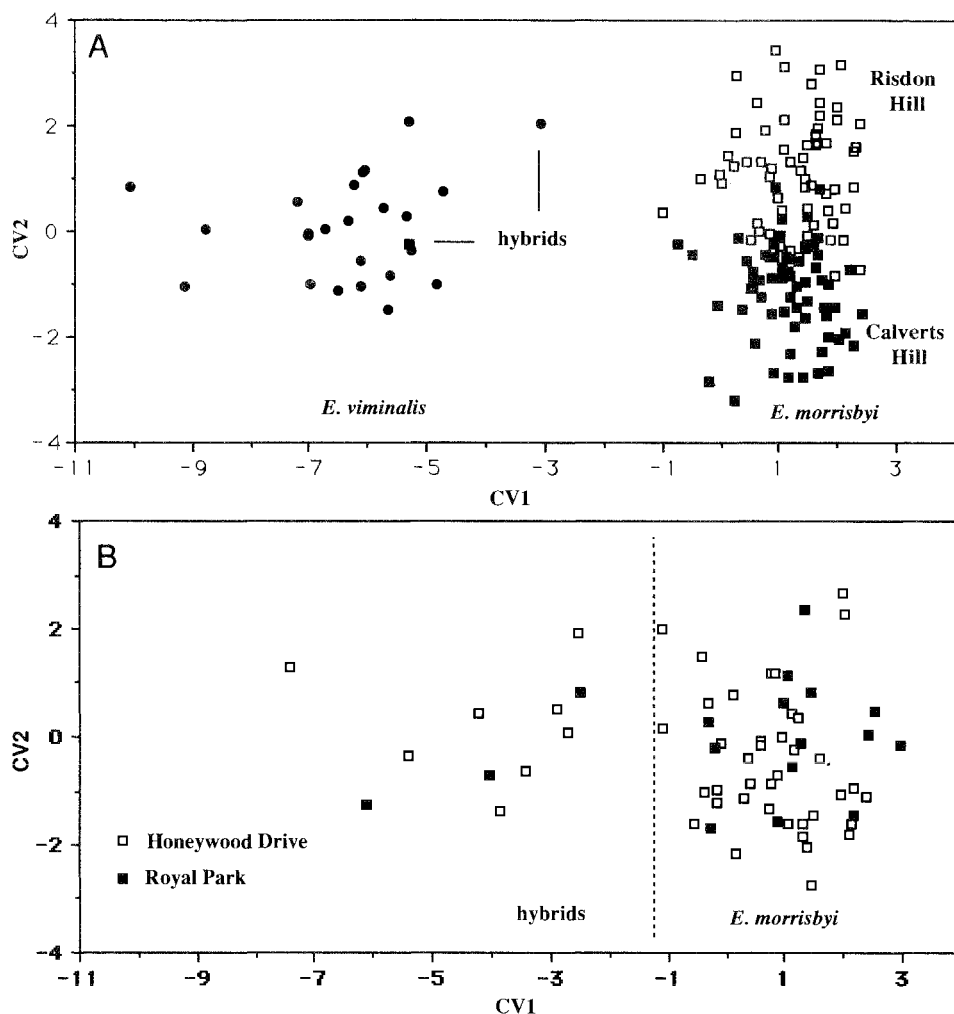 A
4
2
0
-2
-4
CV2
Risdon
Hill
hybrids
Calverts
Hill
E. viminalis
E. morrisbyi
-11
-9
-7
-5
-3
-1
1
3
CV1
B
4
2
0
-2
-4
CV2
Honeywood Drive
Royal Park
hybrids
E. morrisbyi
-11
-9
-7
-5
-3
-1
1
3
CV1